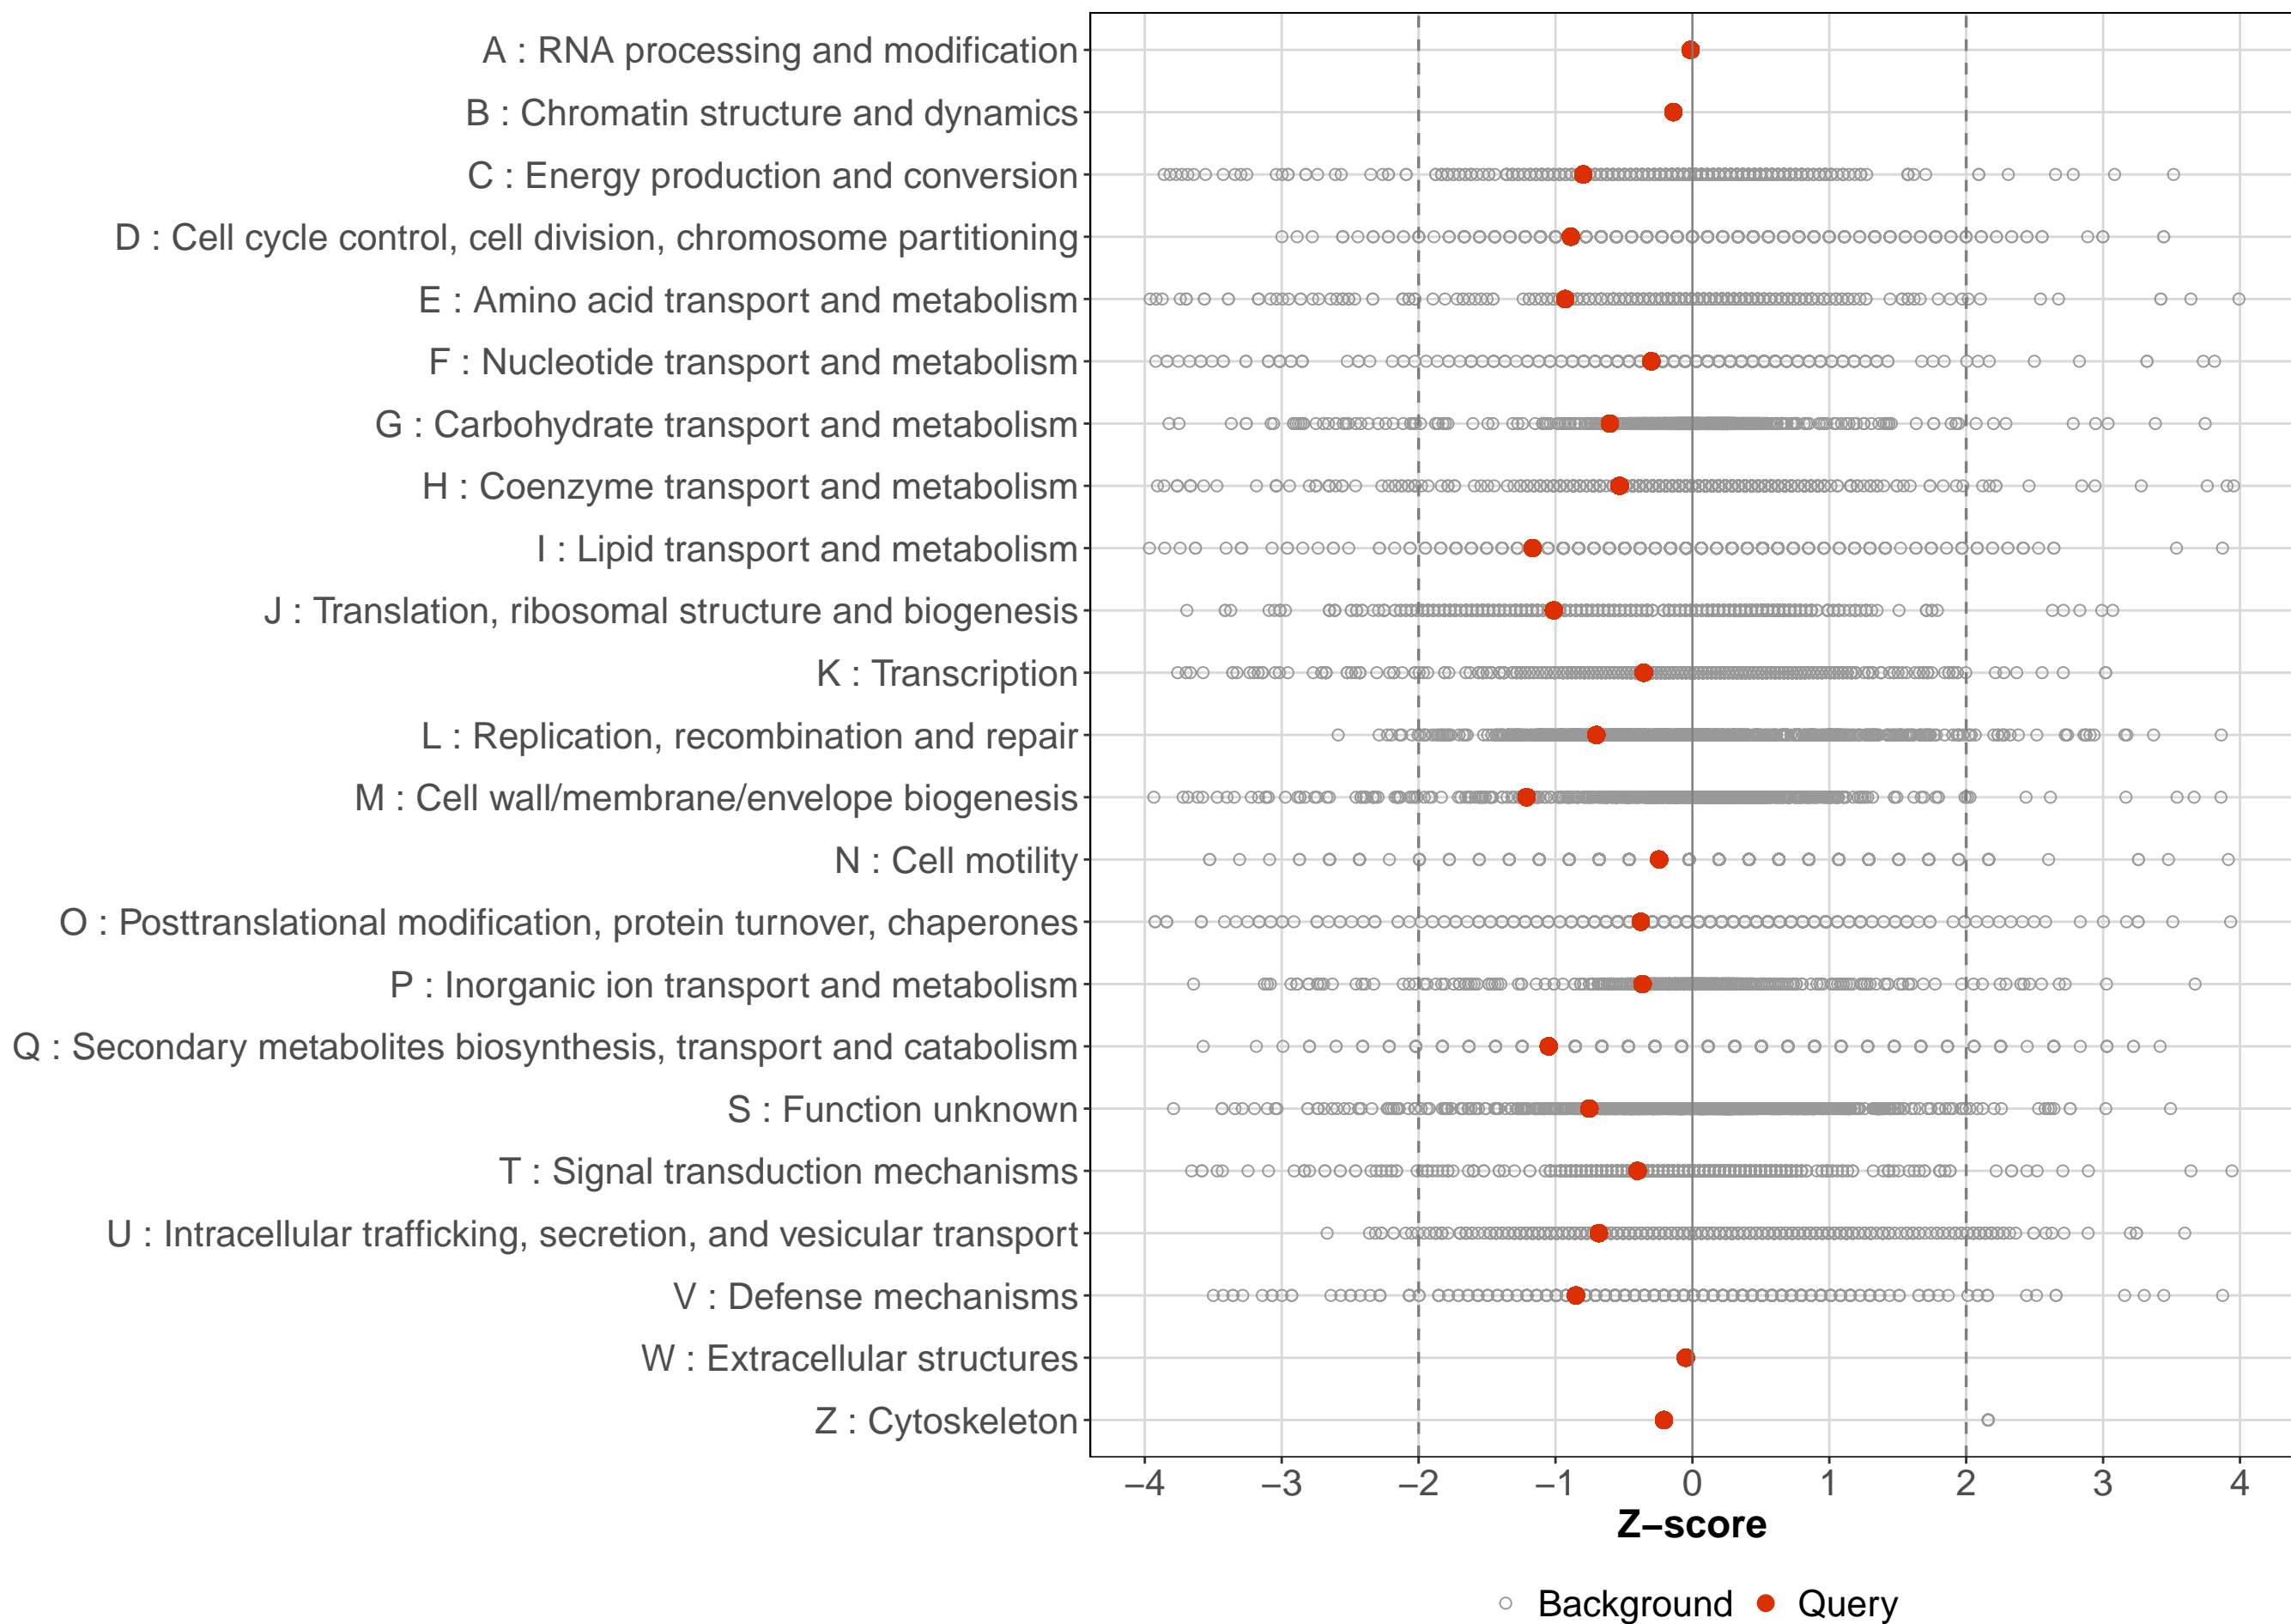 A : RNA processing and modification
B : Chromatin structure and dynamics
C : Energy production and conversion
D : Cell cycle control, cell division, chromosome partitioning
E : Amino acid transport and metabolism
F : Nucleotide transport and metabolism
G : Carbohydrate transport and metabolism
H : Coenzyme transport and metabolism
I : Lipid transport and metabolism
J : Translation, ribosomal structure and biogenesis
K : Transcription
L : Replication, recombination and repair
M : Cell wall/membrane/envelope biogenesis
N : Cell motility
O : Posttranslational modification, protein turnover, chaperones
P : Inorganic ion transport and metabolism
Q : Secondary metabolites biosynthesis, transport and catabolism
S : Function unknown
T : Signal transduction mechanisms
U : Intracellular trafficking, secretion, and vesicular transport
V : Defense mechanisms
W : Extracellular structures
Z : Cytoskeleton
−4 −3 −2 −1 0 1 2 3 4
Z−score
Background Query